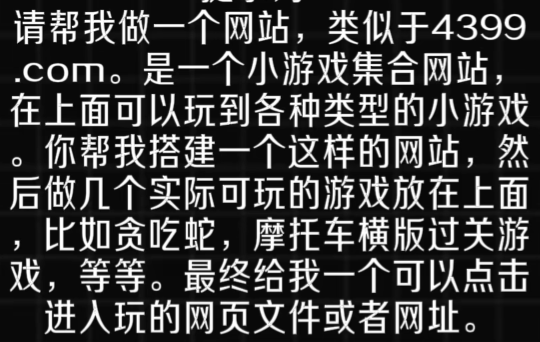 请帮我做一个网站，类似于4399
.com。是一个小游戏集合网站，
在上面可以玩到各种类型的小游戏
。你帮我搭建一个这样的网站，然
后做几个实际可玩的游戏放在上面
，比如贪吃蛇，摩托车横版过关游
戏，等等。最终给我一个可以点击
进入玩的网页文件或者网址。